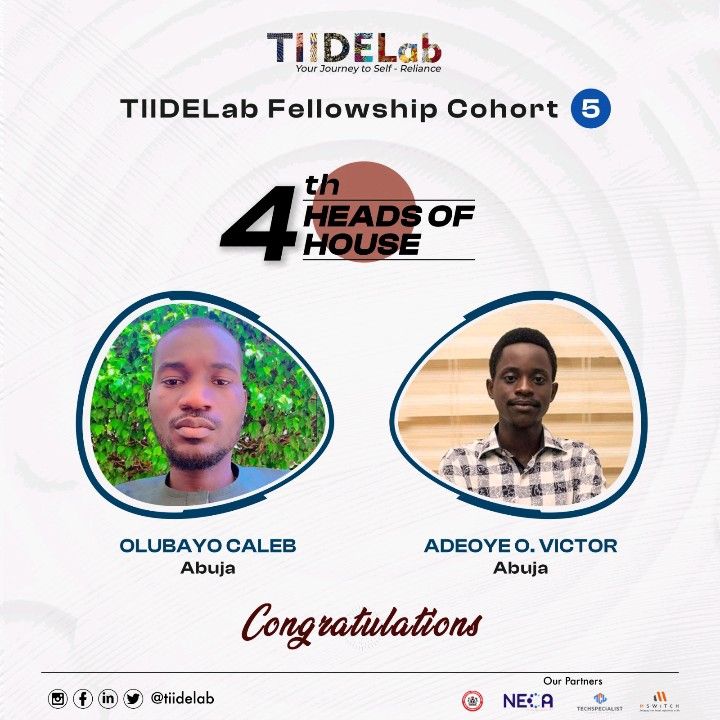 TIIDELab
Your Journey to Self - Reliance
TIIDELab Fellowship Cohort 5
4th
HEADS OF
HOUSE
OLUBAYO CALEB
Abuja
ADEOYE O. VICTOR
Abuja
Congratulations
Our Partners
@tiidelab
NECA
TECHSPECIALIST
MSWITCH